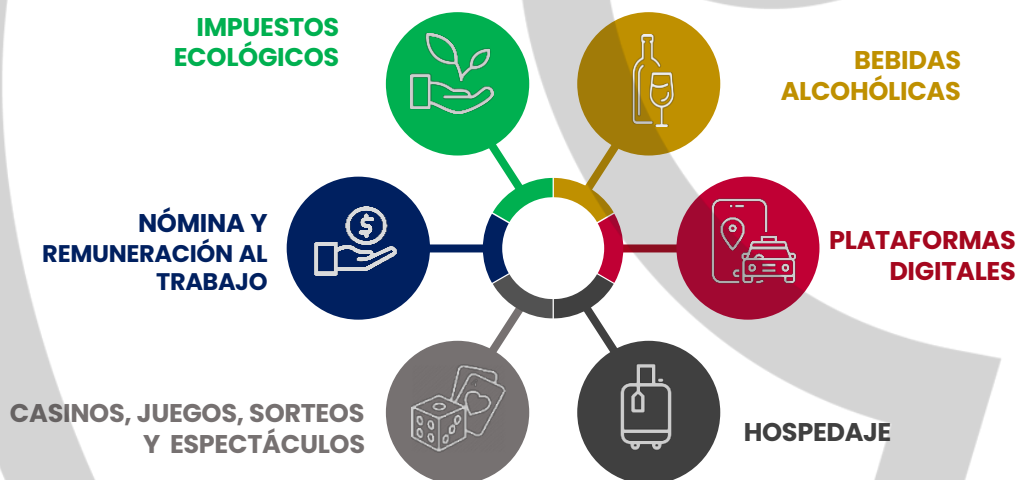 IMPUESTOS
ECOLÓGICOS
BEBIDAS
ALCOHÓLICAS
NÓMINA Y
REMUNERACIÓN AL
TRABAJO
$
PLATAFORMAS
DIGITALES
CASINOS, JUEGOS, SORTEOS
Y ESPECTÁCULOS
HOSPEDAJE